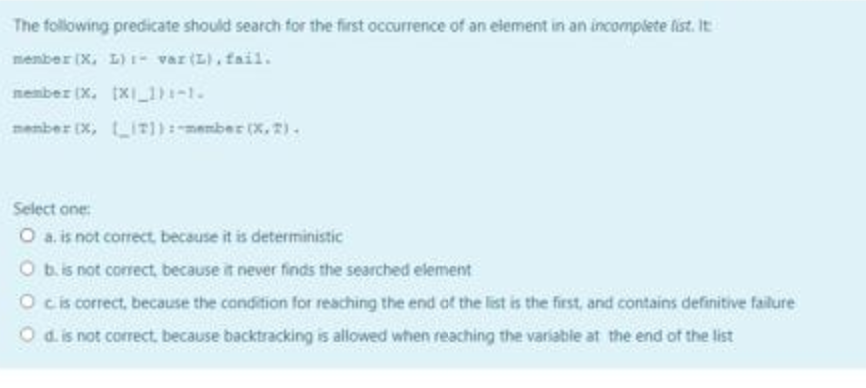 The following predicate should search for the first occurrence of an element in an incomplete list. It:
member(X, L):- var(L),fail.
member(X, [X|_]):-!.
member(X, [_|T]):-member(X,T).
Select one:
a. is not correct, because it is deterministic
b. is not correct, because it never finds the searched element
c. is correct, because the condition for reaching the end of the list is the first, and contains definitive failure
d. is not correct, because backtracking is allowed when reaching the variable at the end of the list